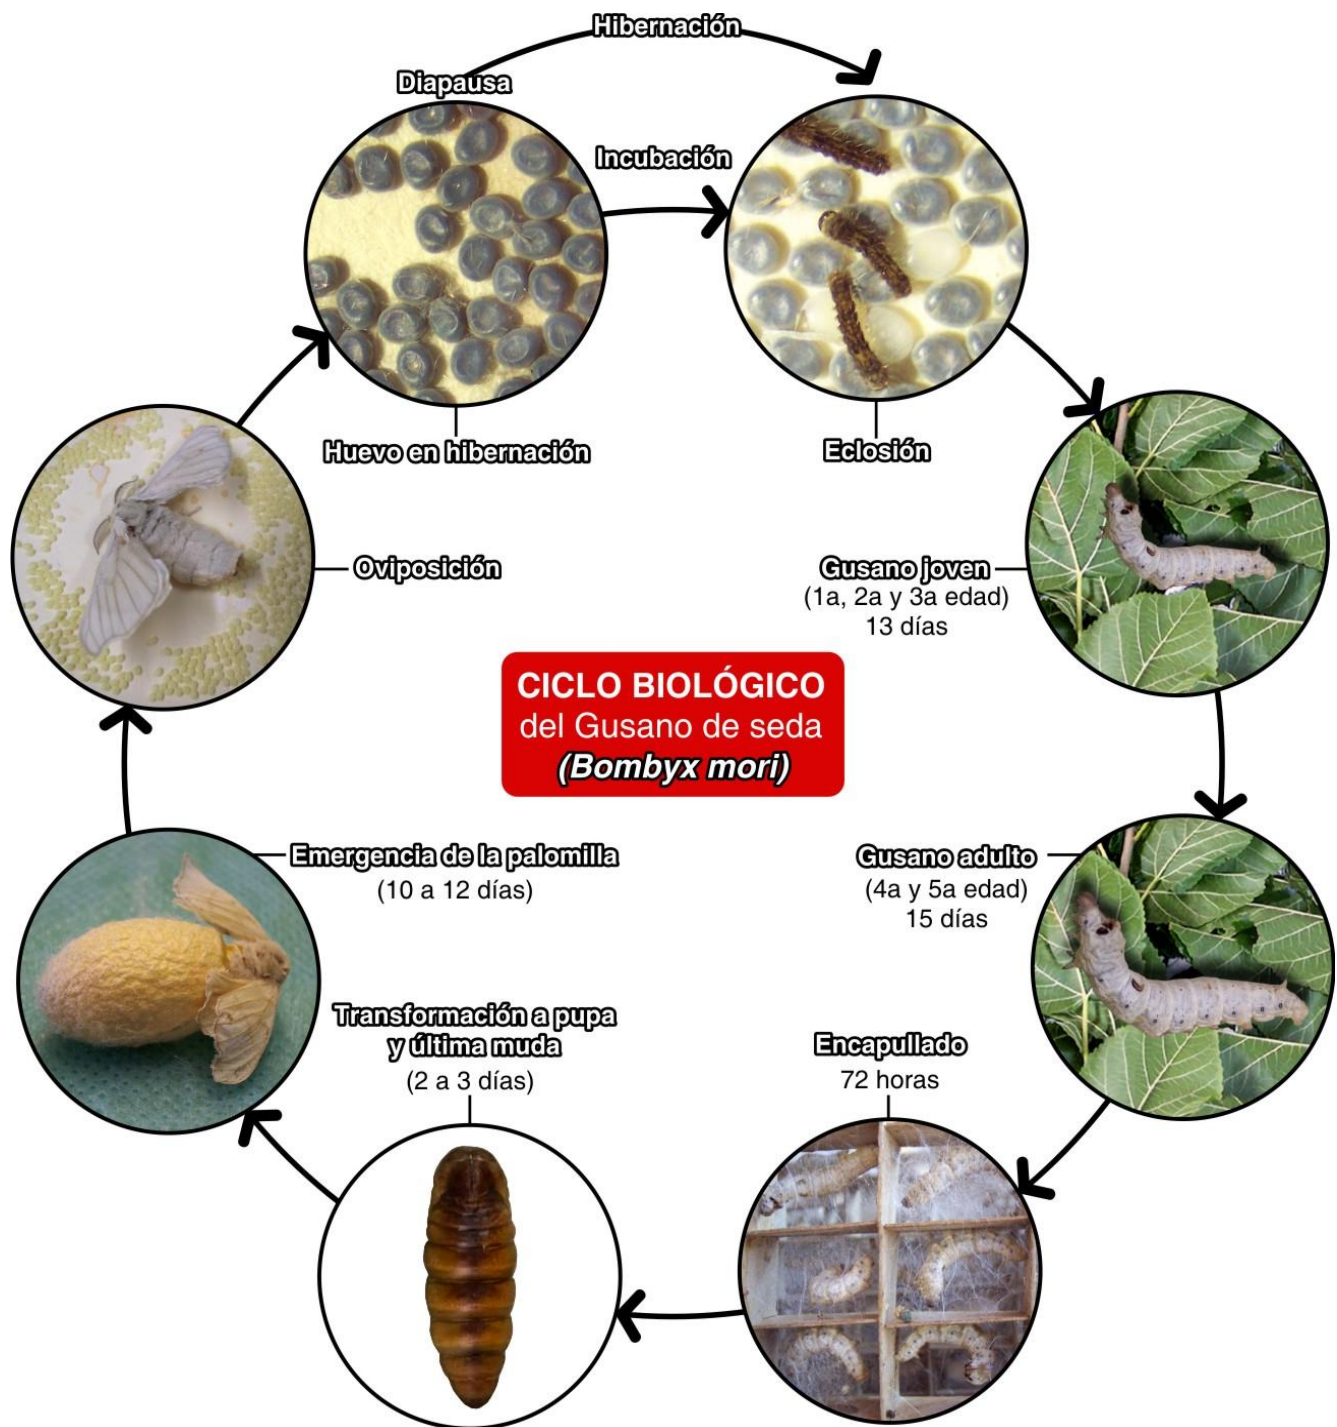 Hibernación
Diapausa
Incubación
Huevo en hibernación
Eclosión
Oviposición
Gusano joven
(1a, 2a y 3a edad)
13 días
CICLO BIOLÓGICO
del Gusano de seda
(Bombyx mori)
Emergencia de la palomilla
(10 a 12 días)
Gusano adulto
(4a y 5a edad)
15 días
Transformación a pupa
y última muda
(2 a 3 días)
Encapullado
72 horas